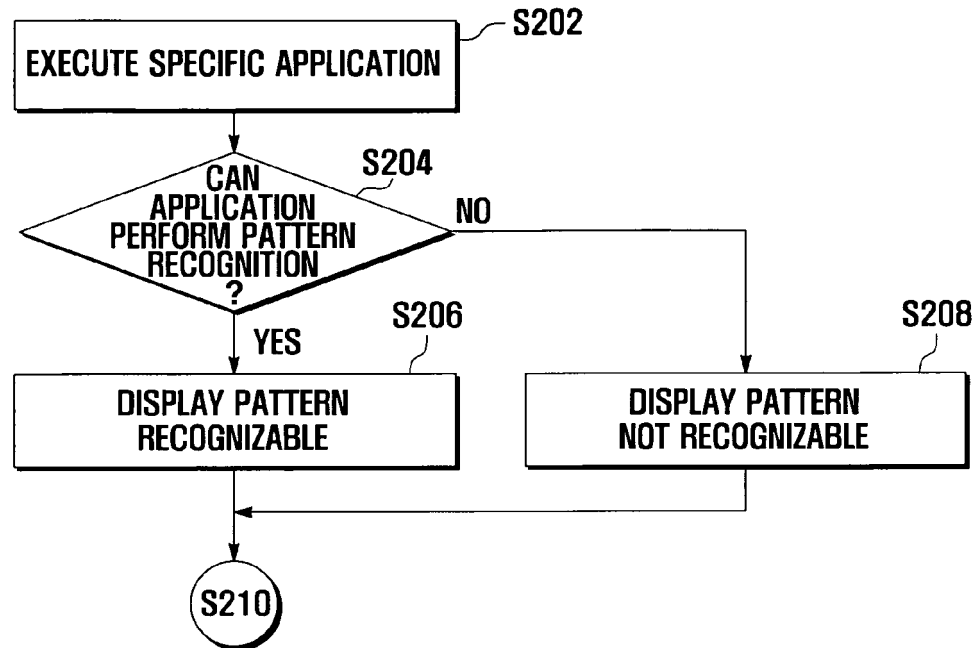 S202
EXECUTE SPECIFIC APPLICATION
S204
CAN
APPLICATION
PERFORM PATTERN
RECOGNITION
?
NO
YES
S206
DISPLAY PATTERN
RECOGNIZABLE
S208
DISPLAY PATTERN
NOT RECOGNIZABLE
S210